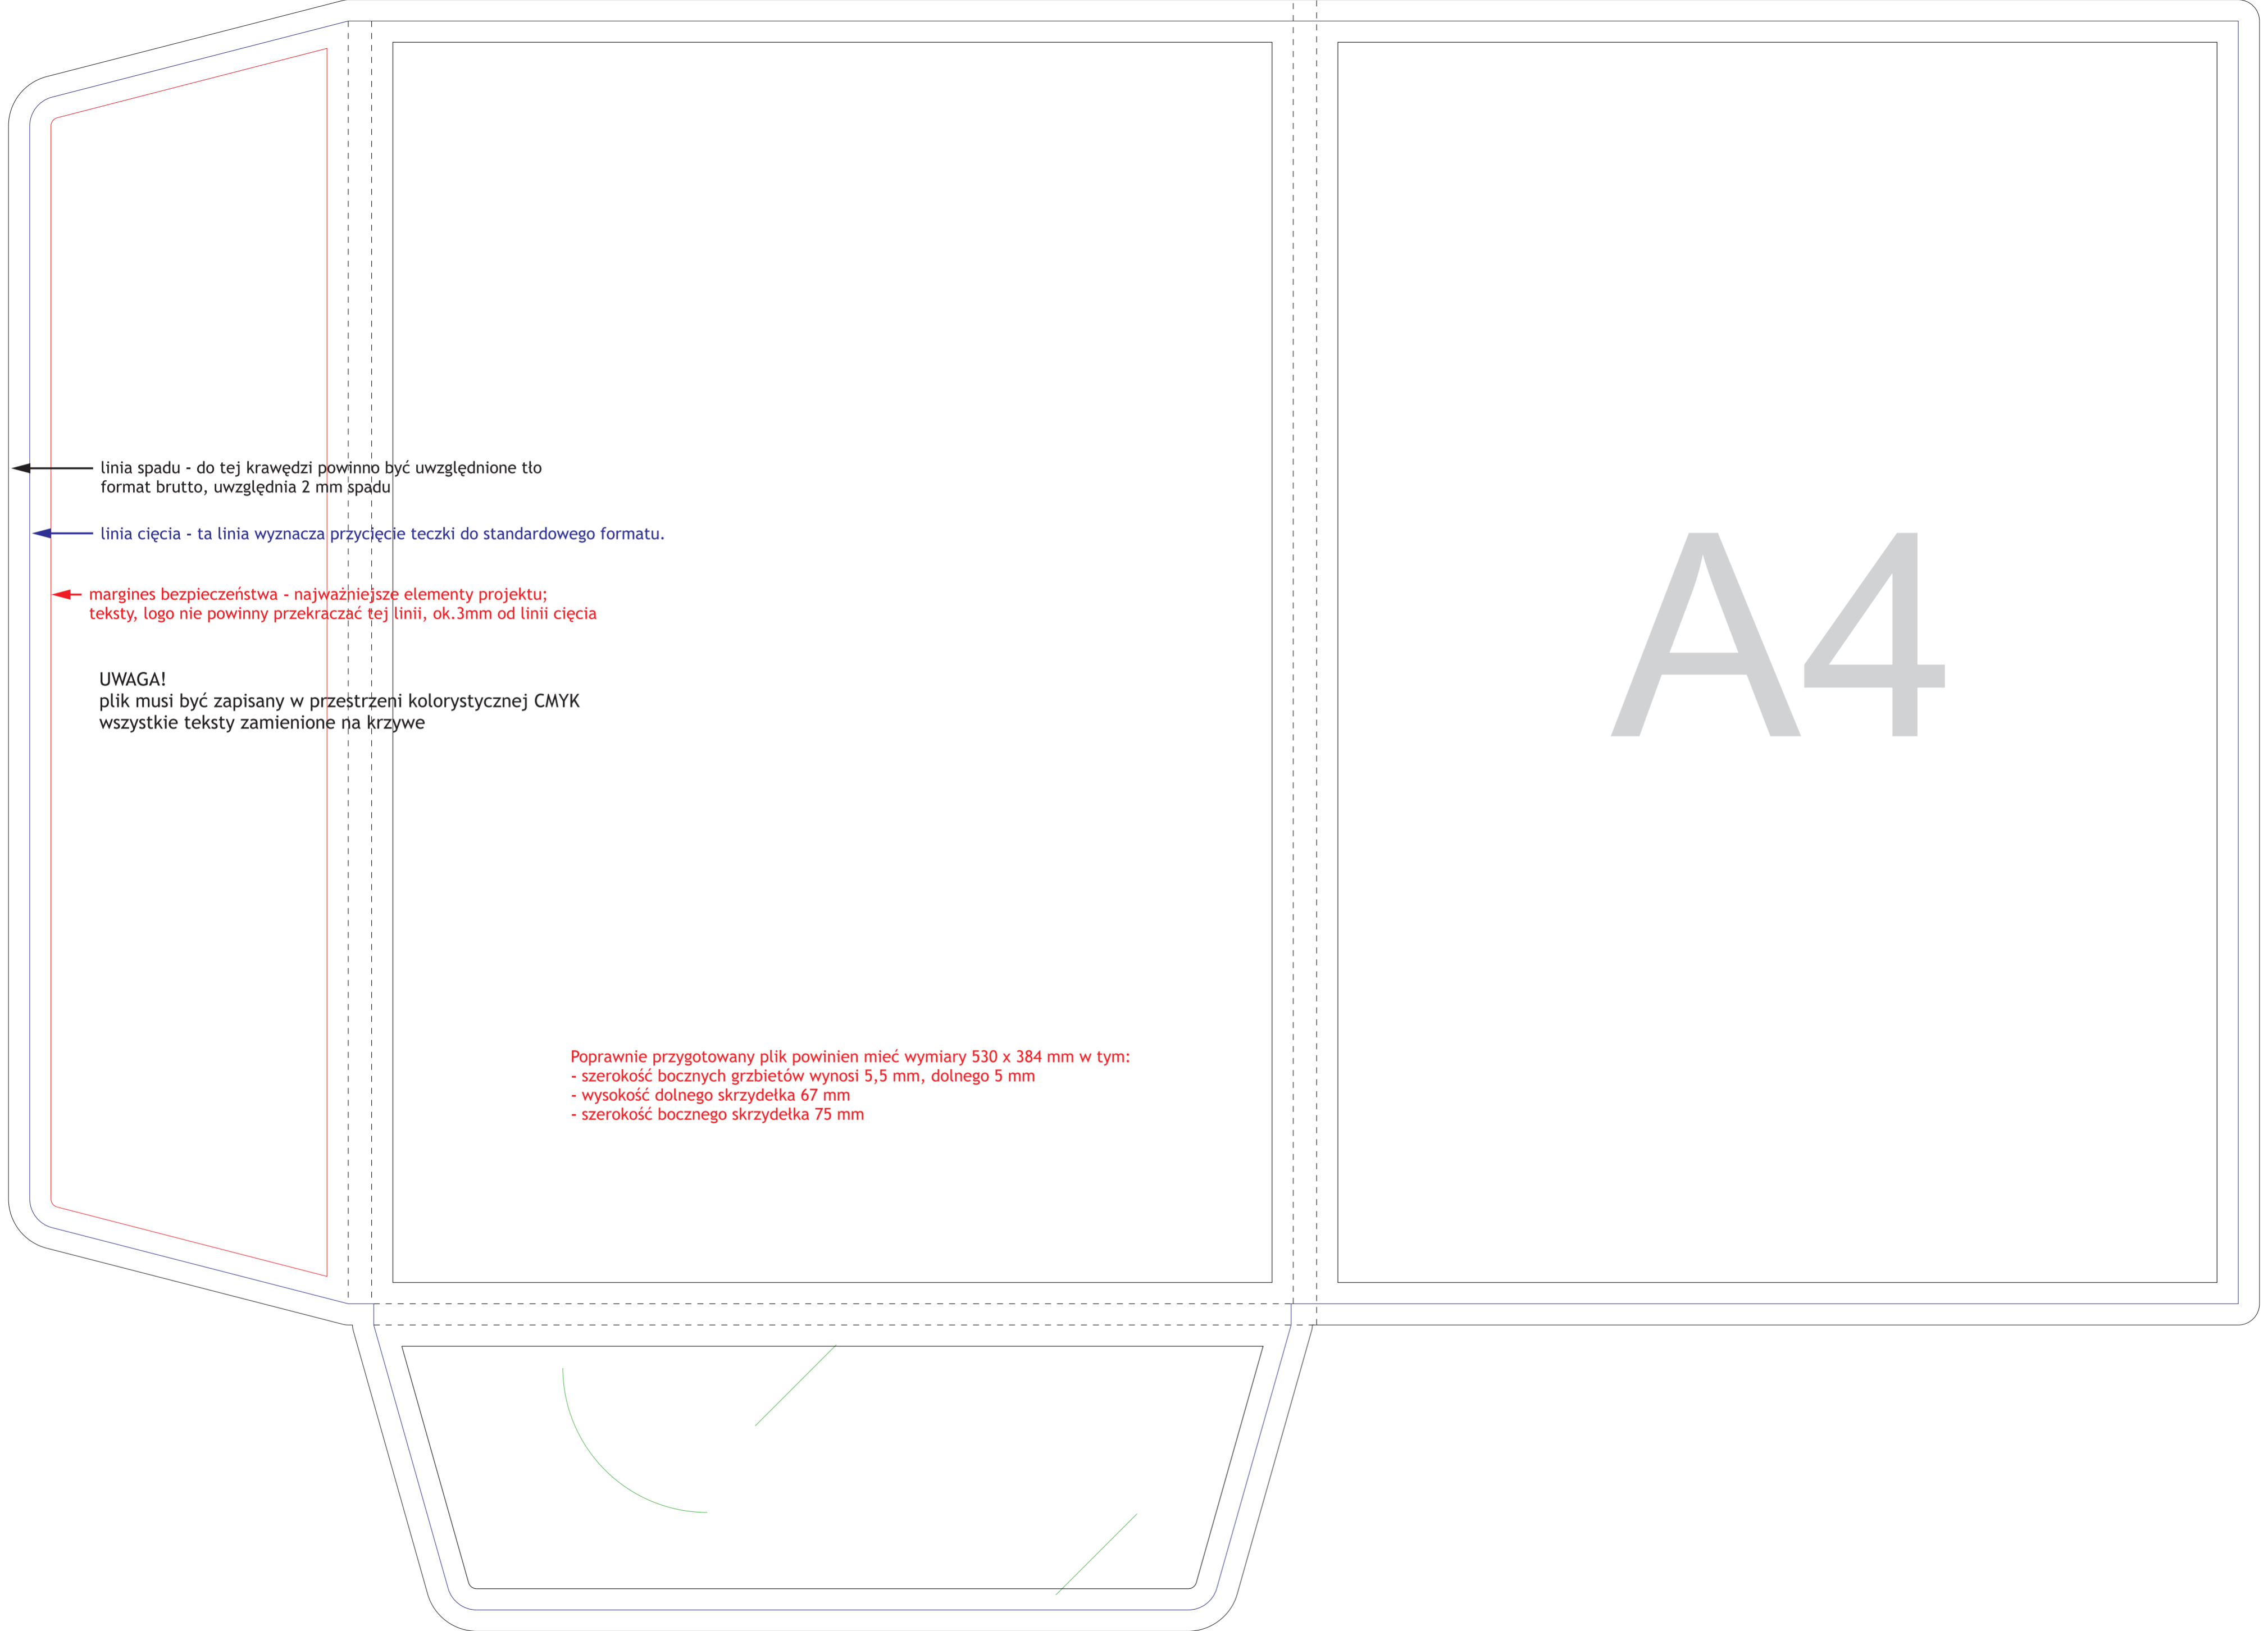 linia spadu - do tej krawędzi powinno być uwzględnione tło
format brutto, uwzględnia 2 mm spadu
linia cięcia - ta linia wyznacza przycięcie teczki do standardowego formatu.
margines bezpieczeństwa - najważniejsze elementy projektu;
teksty, logo nie powinny przekraczać tej linii, ok.3mm od linii cięcia
UWAGA!
plik musi być zapisany w przestrzeni kolorystycznej CMYK
wszystkie teksty zamienione na krzywe
A4
Poprawnie przygotowany plik powinien mieć wymiary 530 x 384 mm w tym:
- szerokość bocznych grzbietów wynosi 5,5 mm, dolnego 5 mm
- wysokość dolnego skrzydełka 67 mm
- szerokość bocznego skrzydełka 75 mm